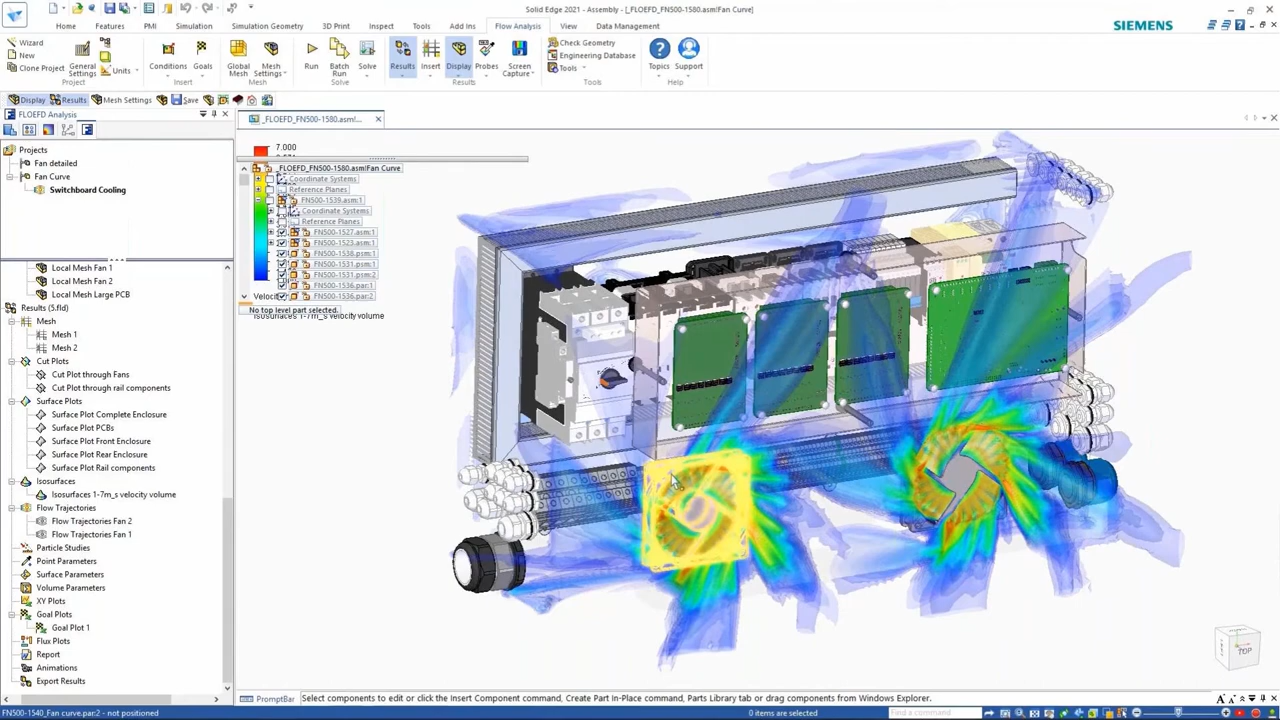 Solid Edge 2021 - Assembly - [_FLOEFD_FN500-1580.asm!Fan Curve]
Home Features PMI Simulation Simulation Geometry 3D Print Inspect Tools Add Ins Flow Analysis View Data Management
SIEMENS
Wizard
New
Clone Project
General Settings
Units
Project
Conditions
Goals
Insert
Global Mesh
Mesh Settings
Mesh
Run
Batch Run
Solve
Solve
Results
Insert
Display
Probes
Screen Capture
Results
Check Geometry
Engineering Database
Tools
Tools
Topics
Support
Help
Display Results Mesh Settings Save
FLOEFD Analysis
_FLOEFD_FN500-1580.asm!...
Projects
Fan detailed
Fan Curve
Switchboard Cooling
Local Mesh Fan 1
Local Mesh Fan 2
Local Mesh Large PCB
Results (5.fld)
Mesh
Mesh 1
Mesh 2
Cut Plots
Cut Plot through Fans
Cut Plot through rail components
Surface Plots
Surface Plot Complete Enclosure
Surface Plot PCBs
Surface Plot Front Enclosure
Surface Plot Rear Enclosure
Surface Plot Rail components
Isosurfaces
Isosurfaces 1-7m_s velocity volume
Flow Trajectories
Flow Trajectories Fan 2
Flow Trajectories Fan 1
Particle Studies
Point Parameters
Surface Parameters
Volume Parameters
XY Plots
Goal Plots
Goal Plot 1
Flux Plots
Report
Animations
Export Results
7.000
_FLOEFD_FN500-1580.asm!Fan Curve
Coordinate Systems
Reference Planes
FN500-1539.asm:1
Coordinate Systems
Reference Planes
FN500-1527.asm:1
FN500-1523.asm:1
FN500-1538.psm:1
FN500-1531.psm:1
FN500-1531.psm:2
FN500-1536.par:1
FN500-1536.par:2
No top level part selected.
Isosurfaces 1-7m_s velocity volume
TOP
PromptBar
Select components to edit or click the Insert Component command, Create Part In-Place command, Parts Library tab or drag components from Windows Explorer.
FN500-1540_Fan curve.par:2 - not positioned
0 items are selected
Find a command